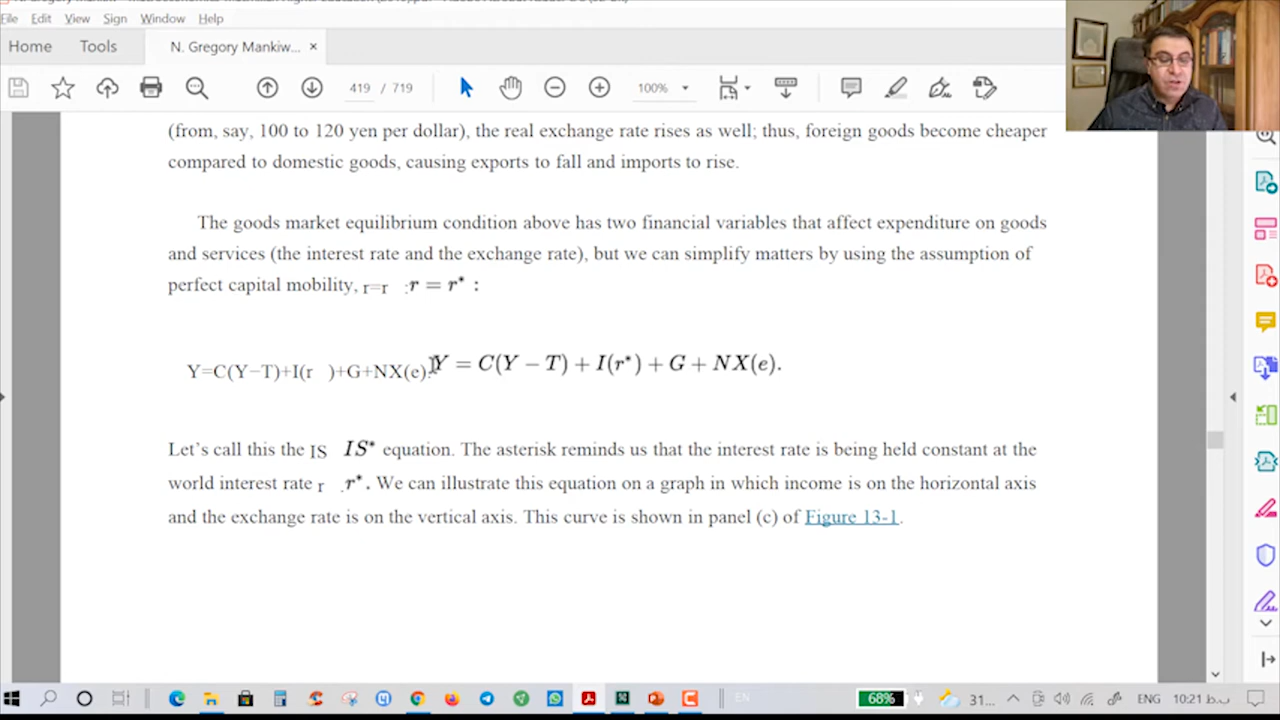 File Edit View Sign Window Help
Home Tools N. Gregory Mankiw... ×
419 / 719 100%
(from, say, 100 to 120 yen per dollar), the real exchange rate rises as well; thus, foreign goods become cheaper
compared to domestic goods, causing exports to fall and imports to rise.
The goods market equilibrium condition above has two financial variables that affect expenditure on goods
and services (the interest rate and the exchange rate), but we can simplify matters by using the assumption of
perfect capital mobility, r=r :r = r* :
Y=C(Y−T)+I(r )+G+NX(e). Y = C(Y − T) + I(r*) + G + NX(e).
Let's call this the IS IS* equation. The asterisk reminds us that the interest rate is being held constant at the
world interest rate r .r*. We can illustrate this equation on a graph in which income is on the horizontal axis
and the exchange rate is on the vertical axis. This curve is shown in panel (c) of Figure 13-1.
EN 68% 31... ENG 10:21